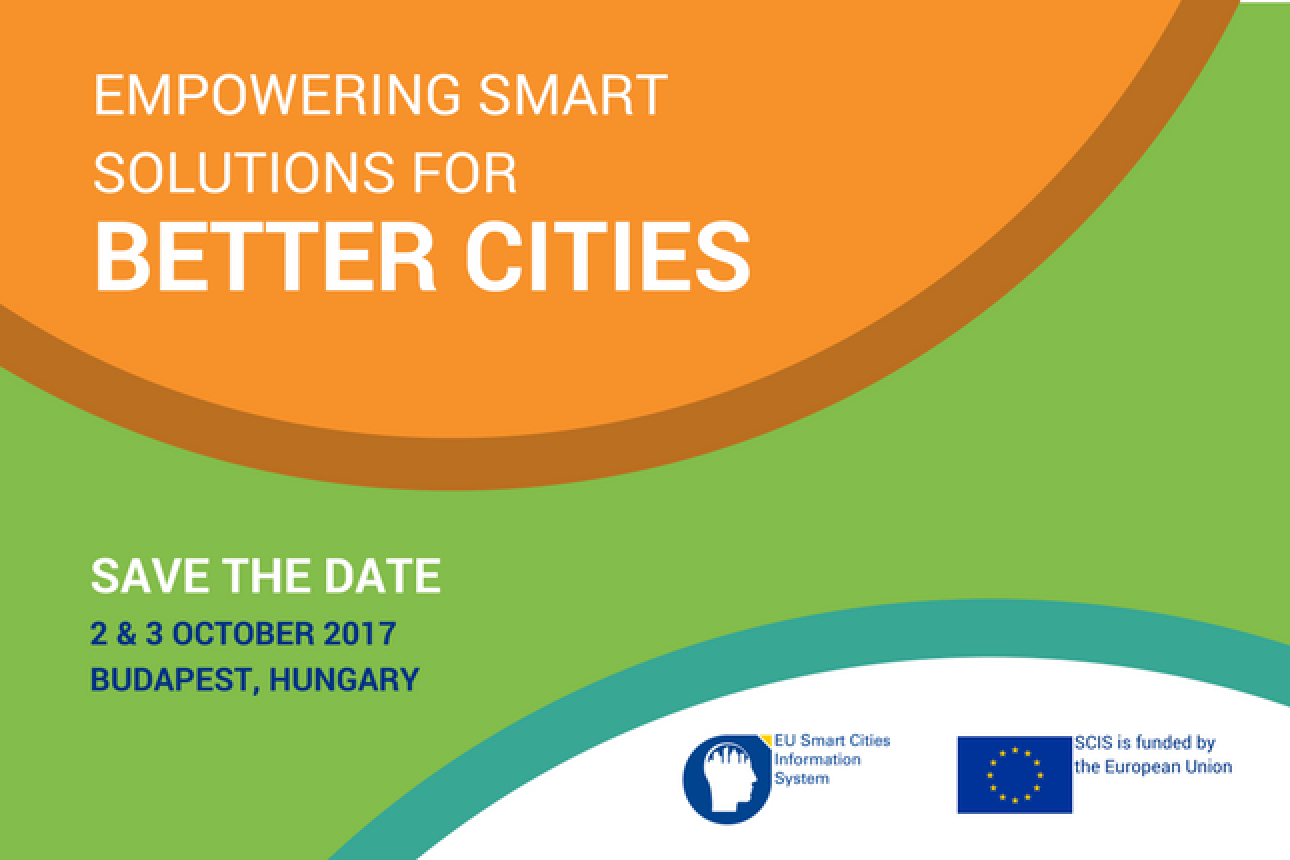 EMPOWERING SMART
SOLUTIONS FOR
BETTER CITIES
SAVE THE DATE
2 & 3 OCTOBER 2017
BUDAPEST, HUNGARY
EU Smart Cities
Information
System
SCIS is funded by
the European Union